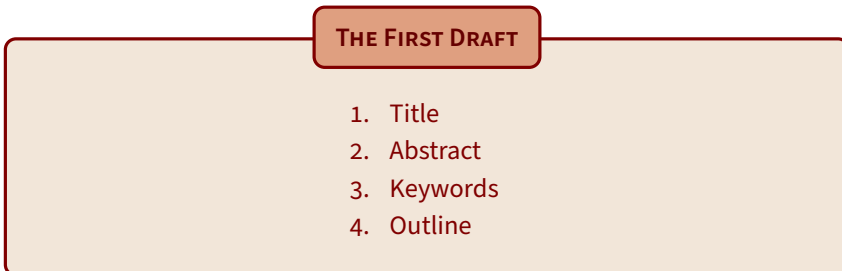 The First Draft
1. Title
2. Abstract
3. Keywords
4. Outline